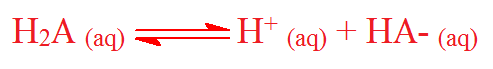 H₂A (aq) ⇌ H⁺ (aq) + HA- (aq)